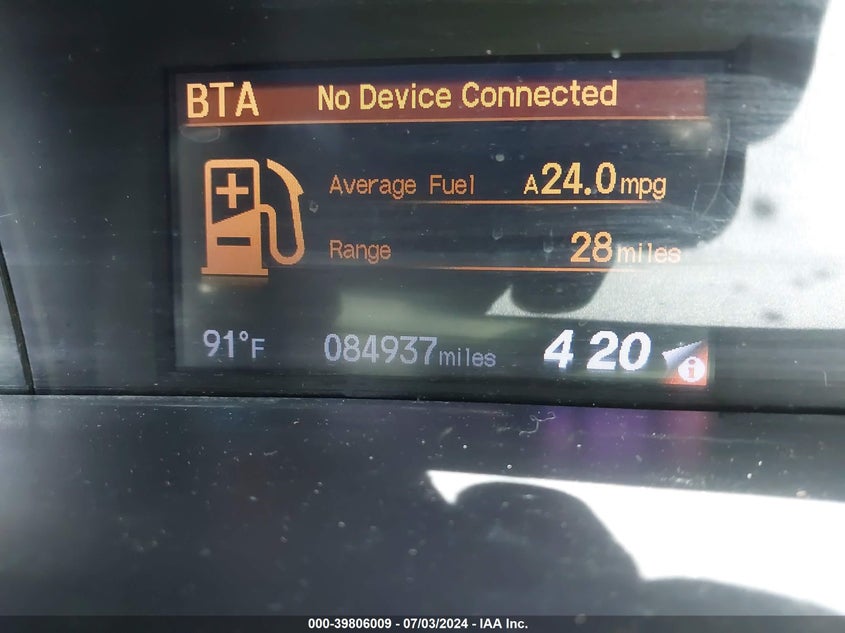 BTA No Device Connected
Average Fuel A24.0mpg
Range 28miles
91°F 084937miles 4 20 i
000-39806009 - 07/03/2024 - IAA Inc.